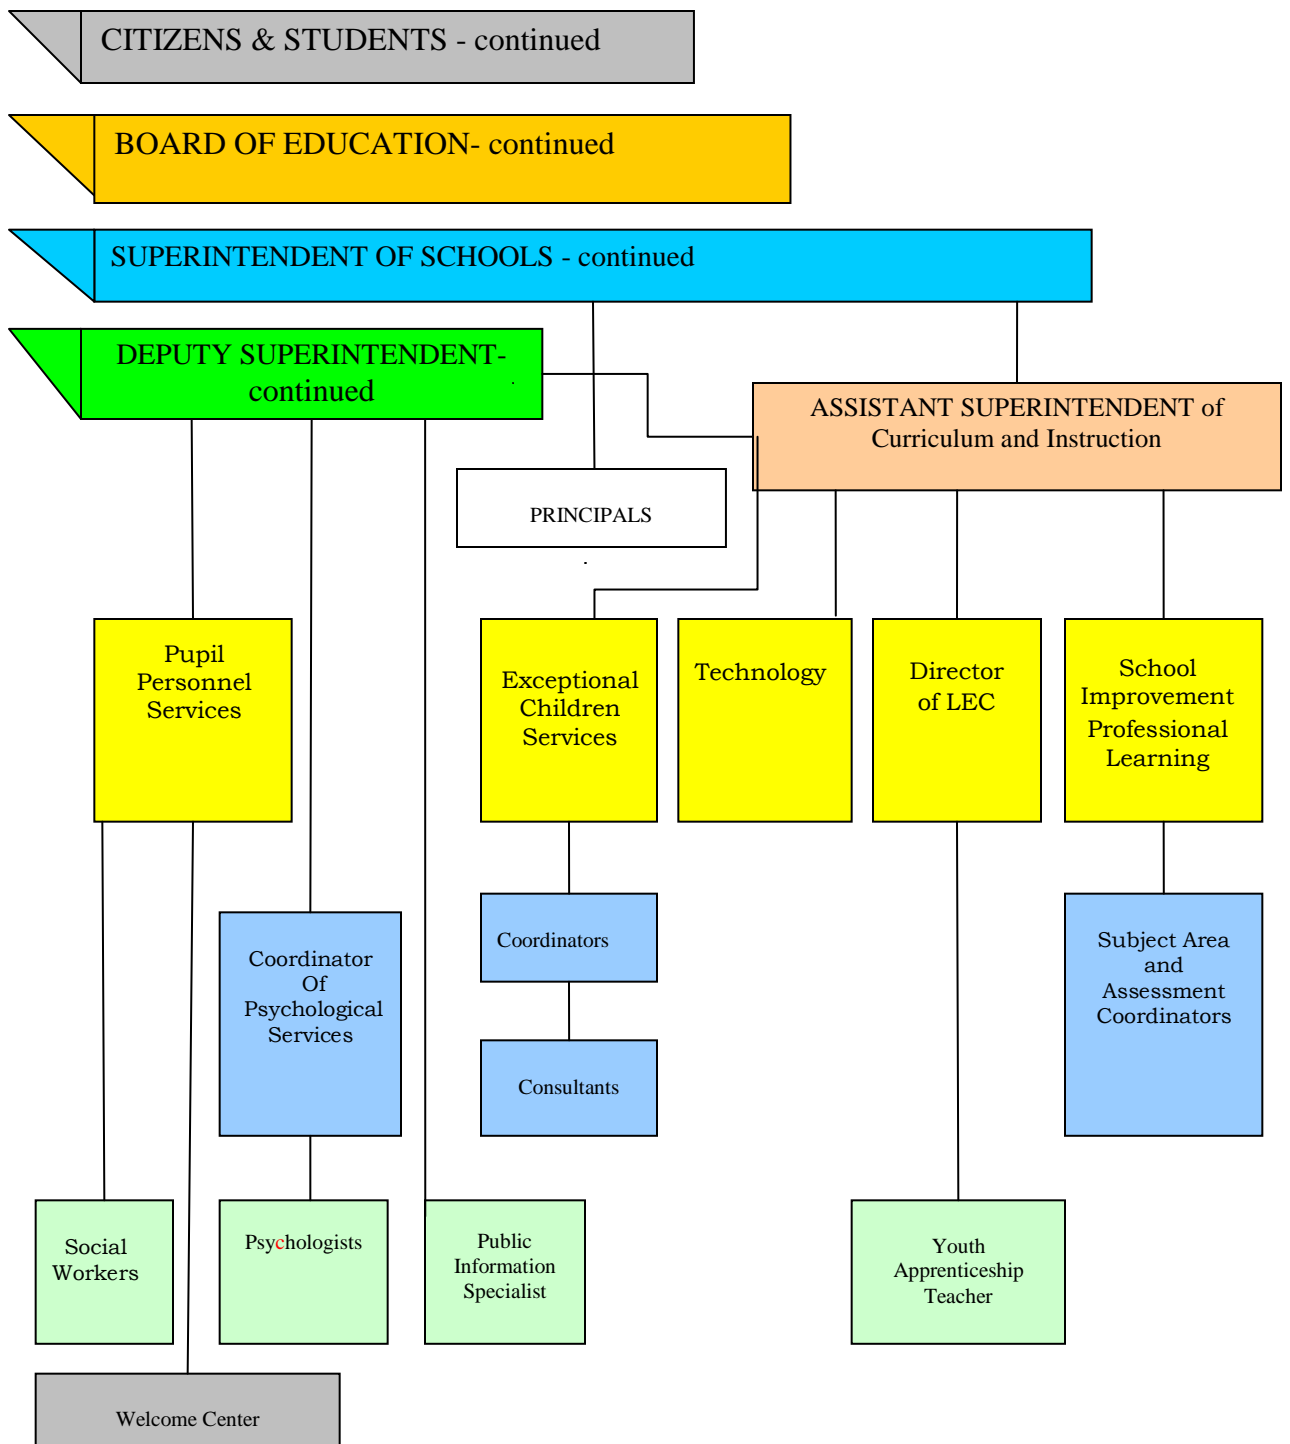 CITIZENS & STUDENTS - continued
BOARD OF EDUCATION- continued
SUPERINTENDENT OF SCHOOLS - continued
DEPUTY SUPERINTENDENT-
continued
ASSISTANT SUPERINTENDENT of
Curriculum and Instruction
PRINCIPALS
Pupil
Personnel
Services
Exceptional
Children
Services
Technology
Director
of LEC
School
Improvement
Professional
Learning
Coordinator
Of
Psychological
Services
Coordinators
Consultants
Subject Area
and
Assessment
Coordinators
Social
Workers
Psychologists
Public
Information
Specialist
Youth
Apprenticeship
Teacher
Welcome Center